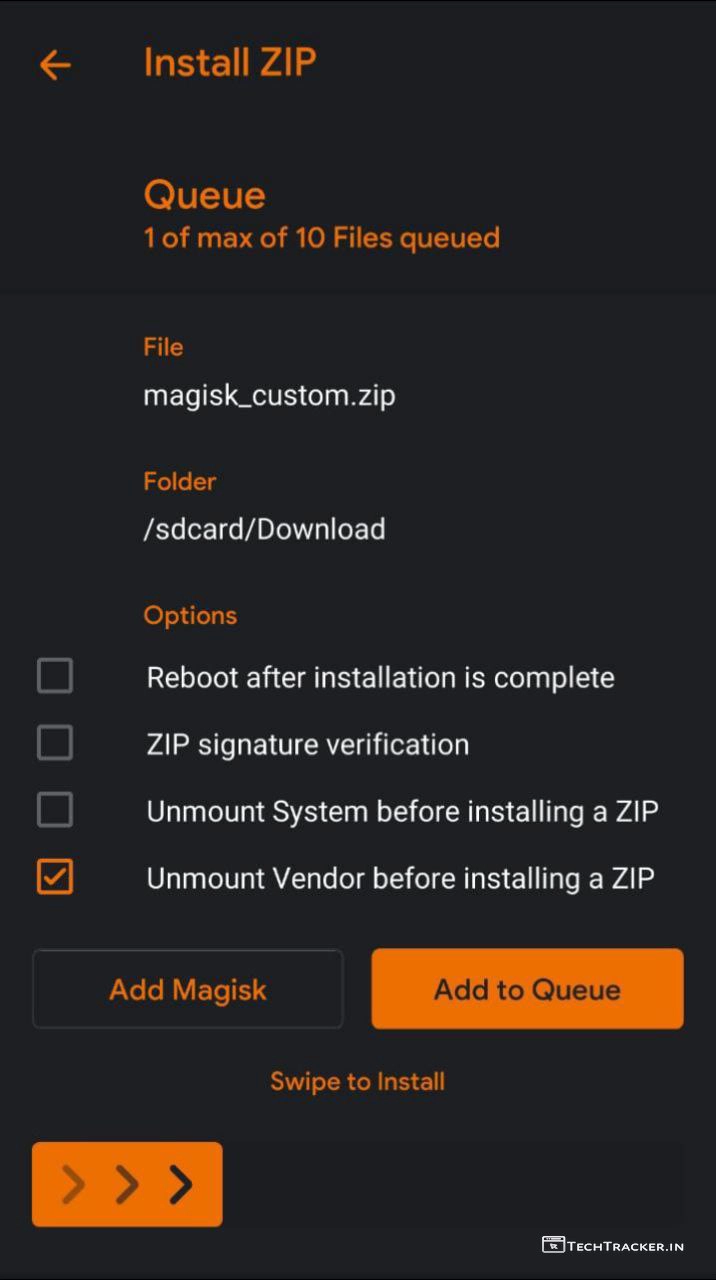 Install ZIP
Queue
1 of max of 10 Files queued
File
magisk_custom.zip
Folder
/sdcard/Download
Options
Reboot after installation is complete
ZIP signature verification
Unmount System before installing a ZIP
Unmount Vendor before installing a ZIP
Add Magisk
Add to Queue
Swipe to Install
TECHTRACKER.IN